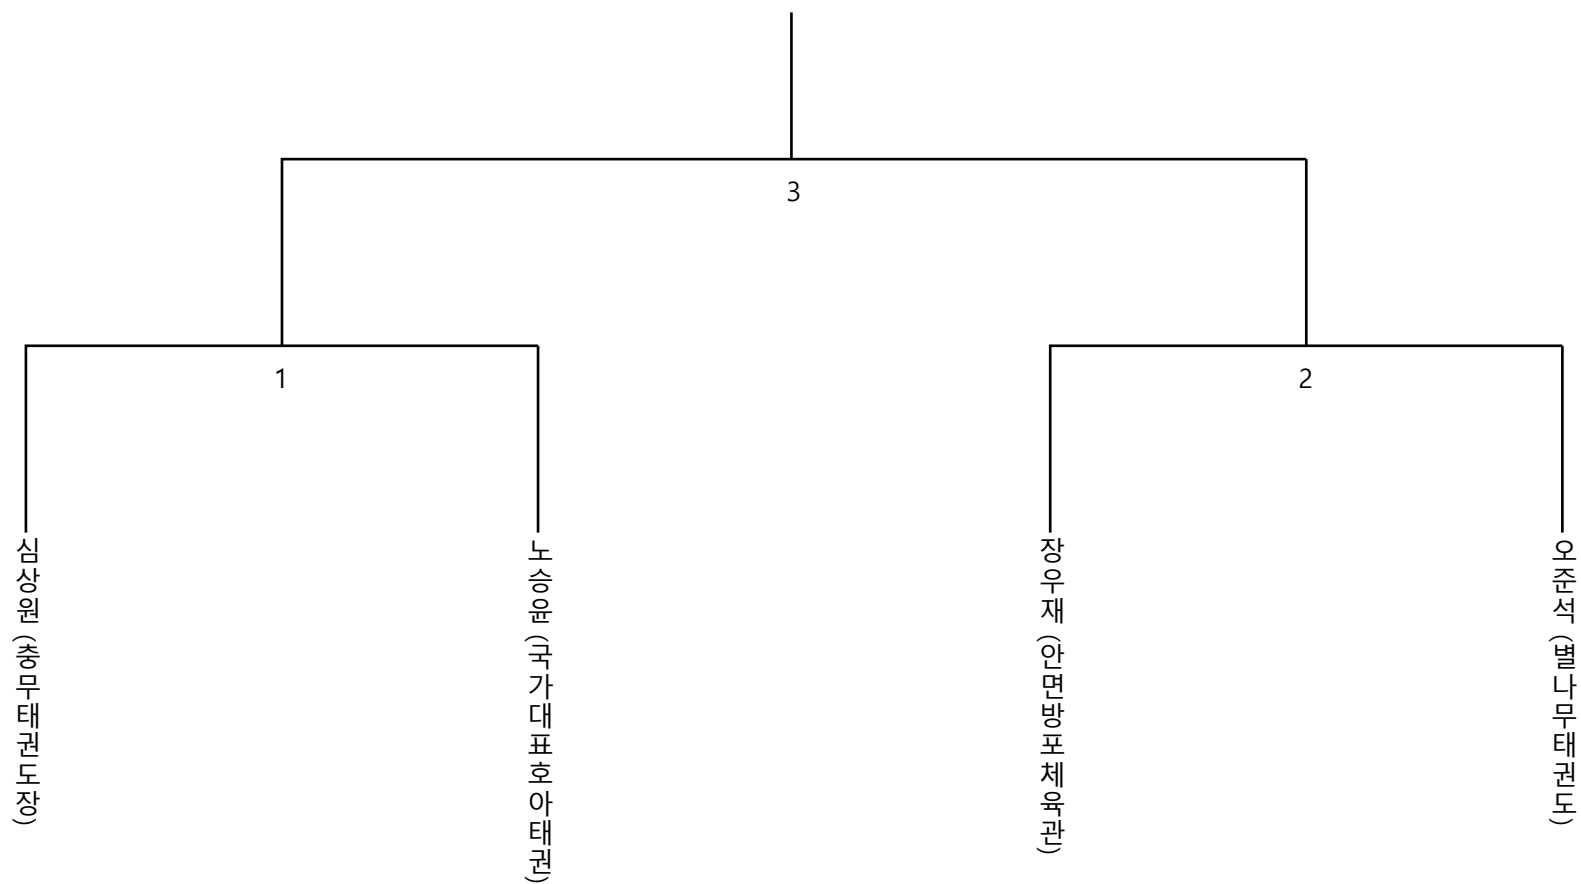 3
1
2
심상원 (충무태권도장)
노승윤 (국가대표호아태권)
장우재 (안면방포체육관)
오준석 (별나무태권도)